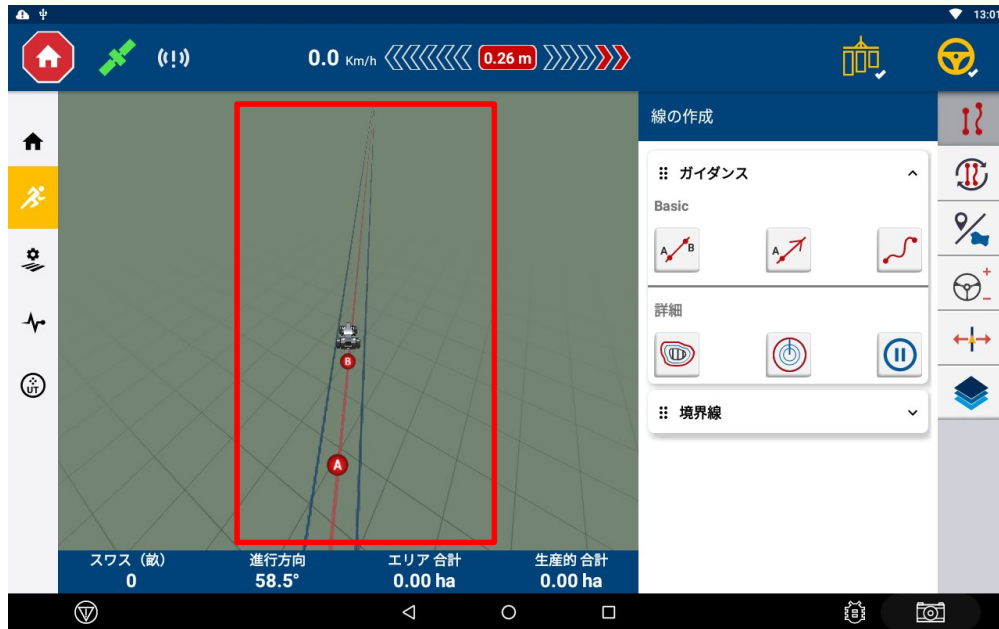 13:01
0.0 Km/h 0.26 m
線の作成
ガイダンス
Basic
A B
A
詳細
境界線
B
A
UT
スワス（畝） 進行方向 エリア 合計 生産的 合計
0 58.5° 0.00 ha 0.00 ha